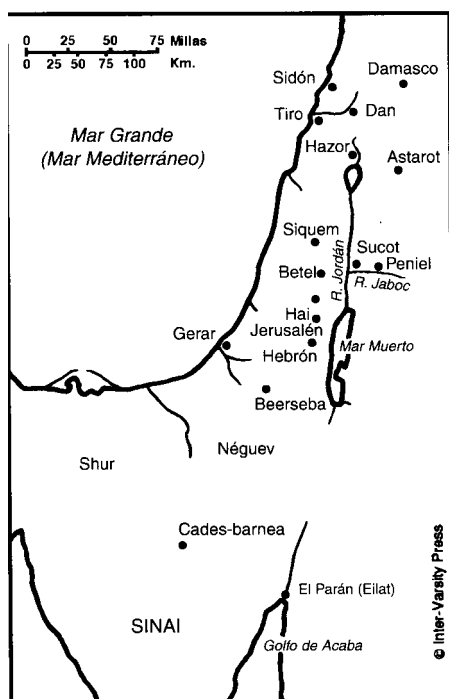 0 25 50 75 Millas
0 25 50 75 100 Km.
Sidón
Damasco
Mar Grande
(Mar Mediterráneo)
Tiro
Dan
Hazor
Astarot
Siquem
R. Jordán
Sucot
Betel
Peniel
R. Jaboc
Hai
Gerar
Jerusalén
Mar Muerto
Hebrón
Beerseba
Néguev
Shur
Cades-barnea
El Parán (Eilat)
SINAI
Golfo de Acaba
© Inter-Varsity Press